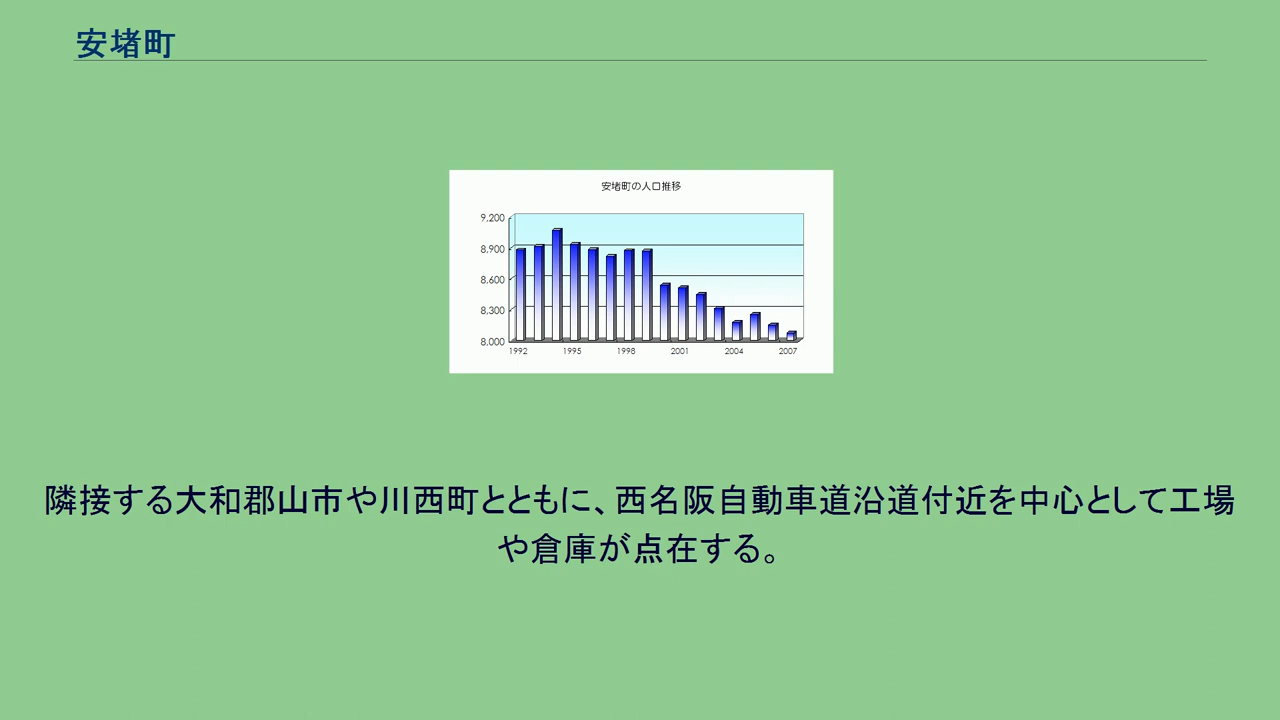 安堵町
安堵町の人口推移
9,200
8,900
8,600
8,300
8,000
1992 1995 1998 2001 2004 2007
隣接する大和郡山市や川西町とともに、西名阪自動車道沿道付近を中心として工場
や倉庫が点在する。